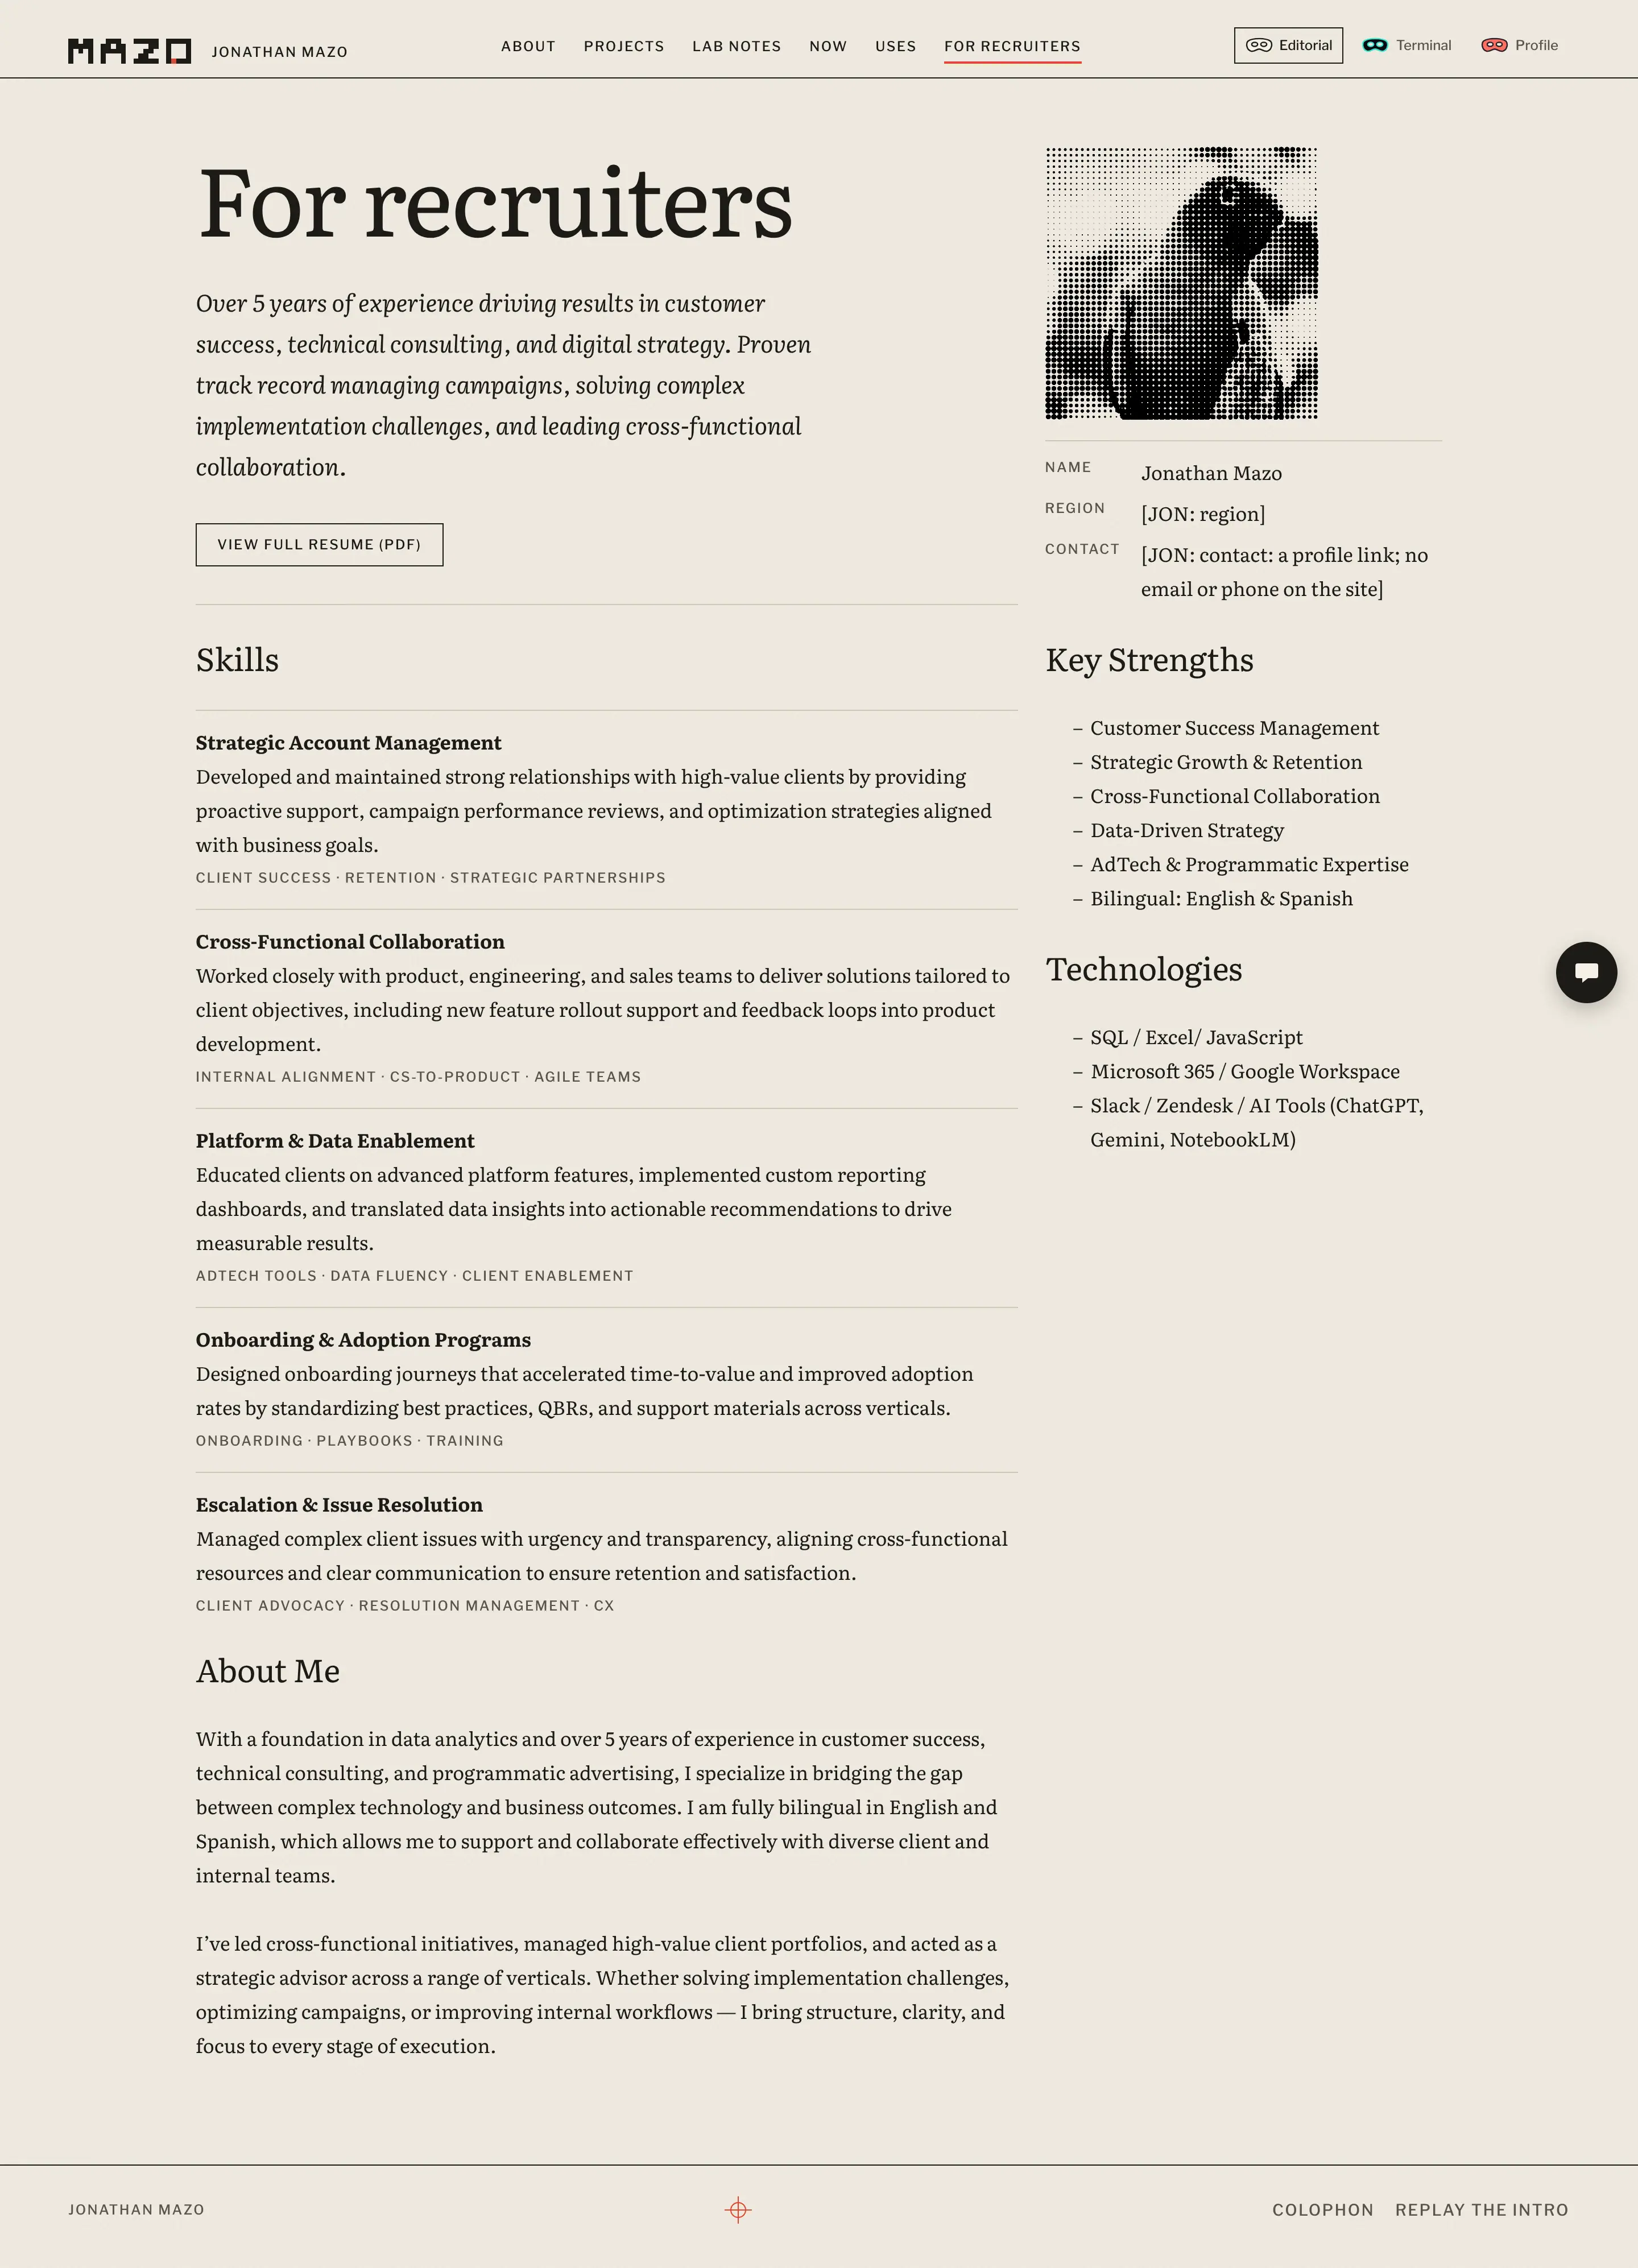 MAZO
JONATHAN MAZO
ABOUT
PROJECTS
LAB NOTES
NOW
USES
FOR RECRUITERS
Editorial
Terminal
Profile
For recruiters
Over 5 years of experience driving results in customer
success, technical consulting, and digital strategy. Proven
track record managing campaigns, solving complex
implementation challenges, and leading cross-functional
collaboration.
VIEW FULL RESUME (PDF)
NAME
Jonathan Mazo
REGION
[JON: region]
CONTACT
[JON: contact: a profile link; no
email or phone on the site]
Skills
Strategic Account Management
Developed and maintained strong relationships with high-value clients by providing
proactive support, campaign performance reviews, and optimization strategies aligned
with business goals.
CLIENT SUCCESS · RETENTION · STRATEGIC PARTNERSHIPS
Cross-Functional Collaboration
Worked closely with product, engineering, and sales teams to deliver solutions tailored to
client objectives, including new feature rollout support and feedback loops into product
development.
INTERNAL ALIGNMENT · CS-TO-PRODUCT · AGILE TEAMS
Platform & Data Enablement
Educated clients on advanced platform features, implemented custom reporting
dashboards, and translated data insights into actionable recommendations to drive
measurable results.
ADTECH TOOLS · DATA FLUENCY · CLIENT ENABLEMENT
Onboarding & Adoption Programs
Designed onboarding journeys that accelerated time-to-value and improved adoption
rates by standardizing best practices, QBRs, and support materials across verticals.
ONBOARDING · PLAYBOOKS · TRAINING
Escalation & Issue Resolution
Managed complex client issues with urgency and transparency, aligning cross-functional
resources and clear communication to ensure retention and satisfaction.
CLIENT ADVOCACY · RESOLUTION MANAGEMENT · CX
About Me
With a foundation in data analytics and over 5 years of experience in customer success,
technical consulting, and programmatic advertising, I specialize in bridging the gap
between complex technology and business outcomes. I am fully bilingual in English and
Spanish, which allows me to support and collaborate effectively with diverse client and
internal teams.
I’ve led cross-functional initiatives, managed high-value client portfolios, and acted as a
strategic advisor across a range of verticals. Whether solving implementation challenges,
optimizing campaigns, or improving internal workflows — I bring structure, clarity, and
focus to every stage of execution.
Key Strengths
– Customer Success Management
– Strategic Growth & Retention
– Cross-Functional Collaboration
– Data-Driven Strategy
– AdTech & Programmatic Expertise
– Bilingual: English & Spanish
Technologies
– SQL / Excel/ JavaScript
– Microsoft 365 / Google Workspace
– Slack / Zendesk / AI Tools (ChatGPT,
Gemini, NotebookLM)
JONATHAN MAZO
COLOPHON
REPLAY THE INTRO